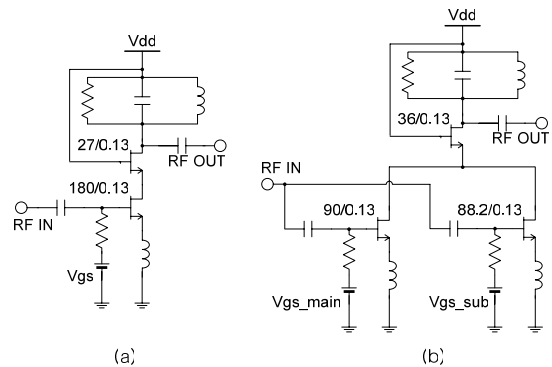 Vdd
27/0.13
RF OUT
180/0.13
RF IN
Vgs
(a)
Vdd
36/0.13
RF OUT
RF IN
90/0.13
88.2/0.13
Vgs_main
Vgs_sub
(b)